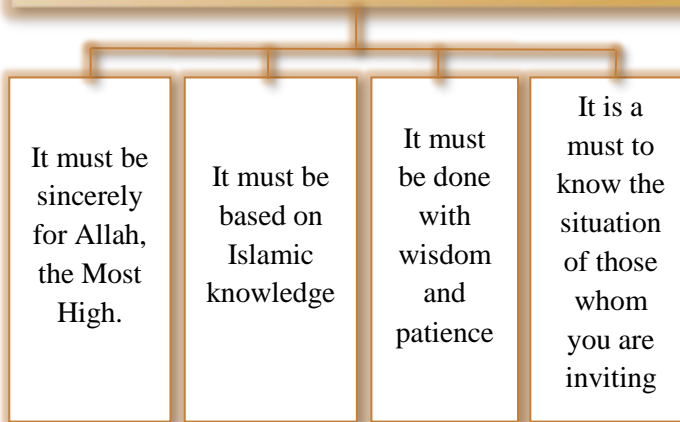 It must be
sincerely
for Allah,
the Most
High.
It must be
based on
Islamic
knowledge
It must
be done
with
wisdom
and
patience
It is a
must to
know the
situation
of those
whom
you are
inviting